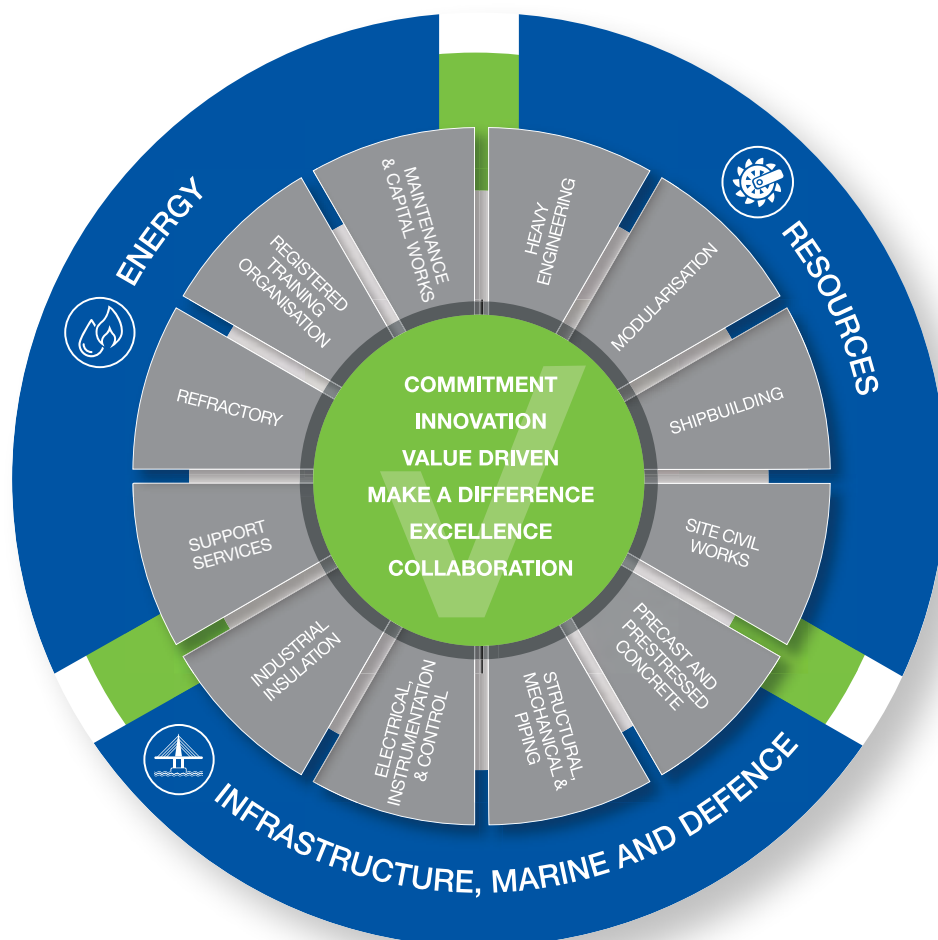 ENERGY
RESOURCES
INFRASTRUCTURE, MARINE AND DEFENCE
HEAVY
ENGINEERING
MODULARISATION
SHIPBUILDING
SITE CIVIL
WORKS
PRECAST AND
PRESTRESSED
CONCRETE
STRUCTURAL,
MECHANICAL &
PIPING
ELECTRICAL,
INSTRUMENTATION
& CONTROL
INDUSTRIAL
INSULATION
SUPPORT
SERVICES
REFRACTORY
REGISTERED
TRAINING
ORGANISATION
MAINTENANCE
& CAPITAL WORKS
COMMITMENT
INNOVATION
VALUE DRIVEN
MAKE A DIFFERENCE
EXCELLENCE
COLLABORATION